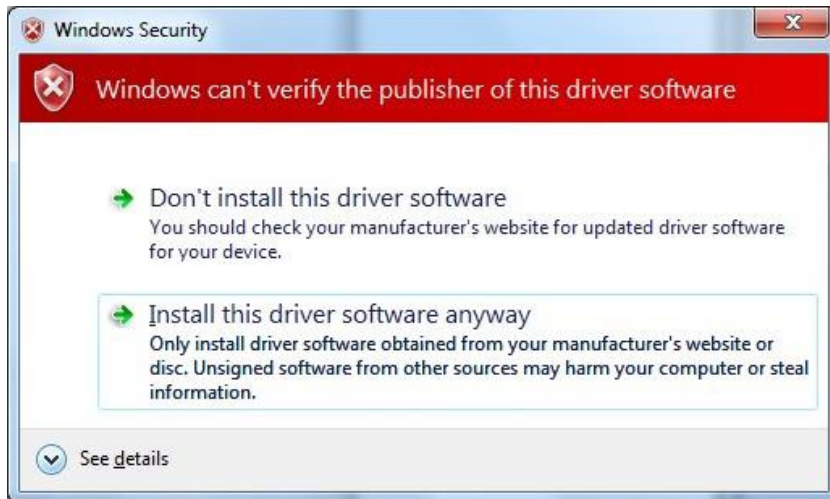 Windows Security
Windows can't verify the publisher of this driver software
Don't install this driver software
You should check your manufacturer's website for updated driver software
for your device.
Install this driver software anyway
Only install driver software obtained from your manufacturer's website or
disc. Unsigned software from other sources may harm your computer or steal
information.
See details